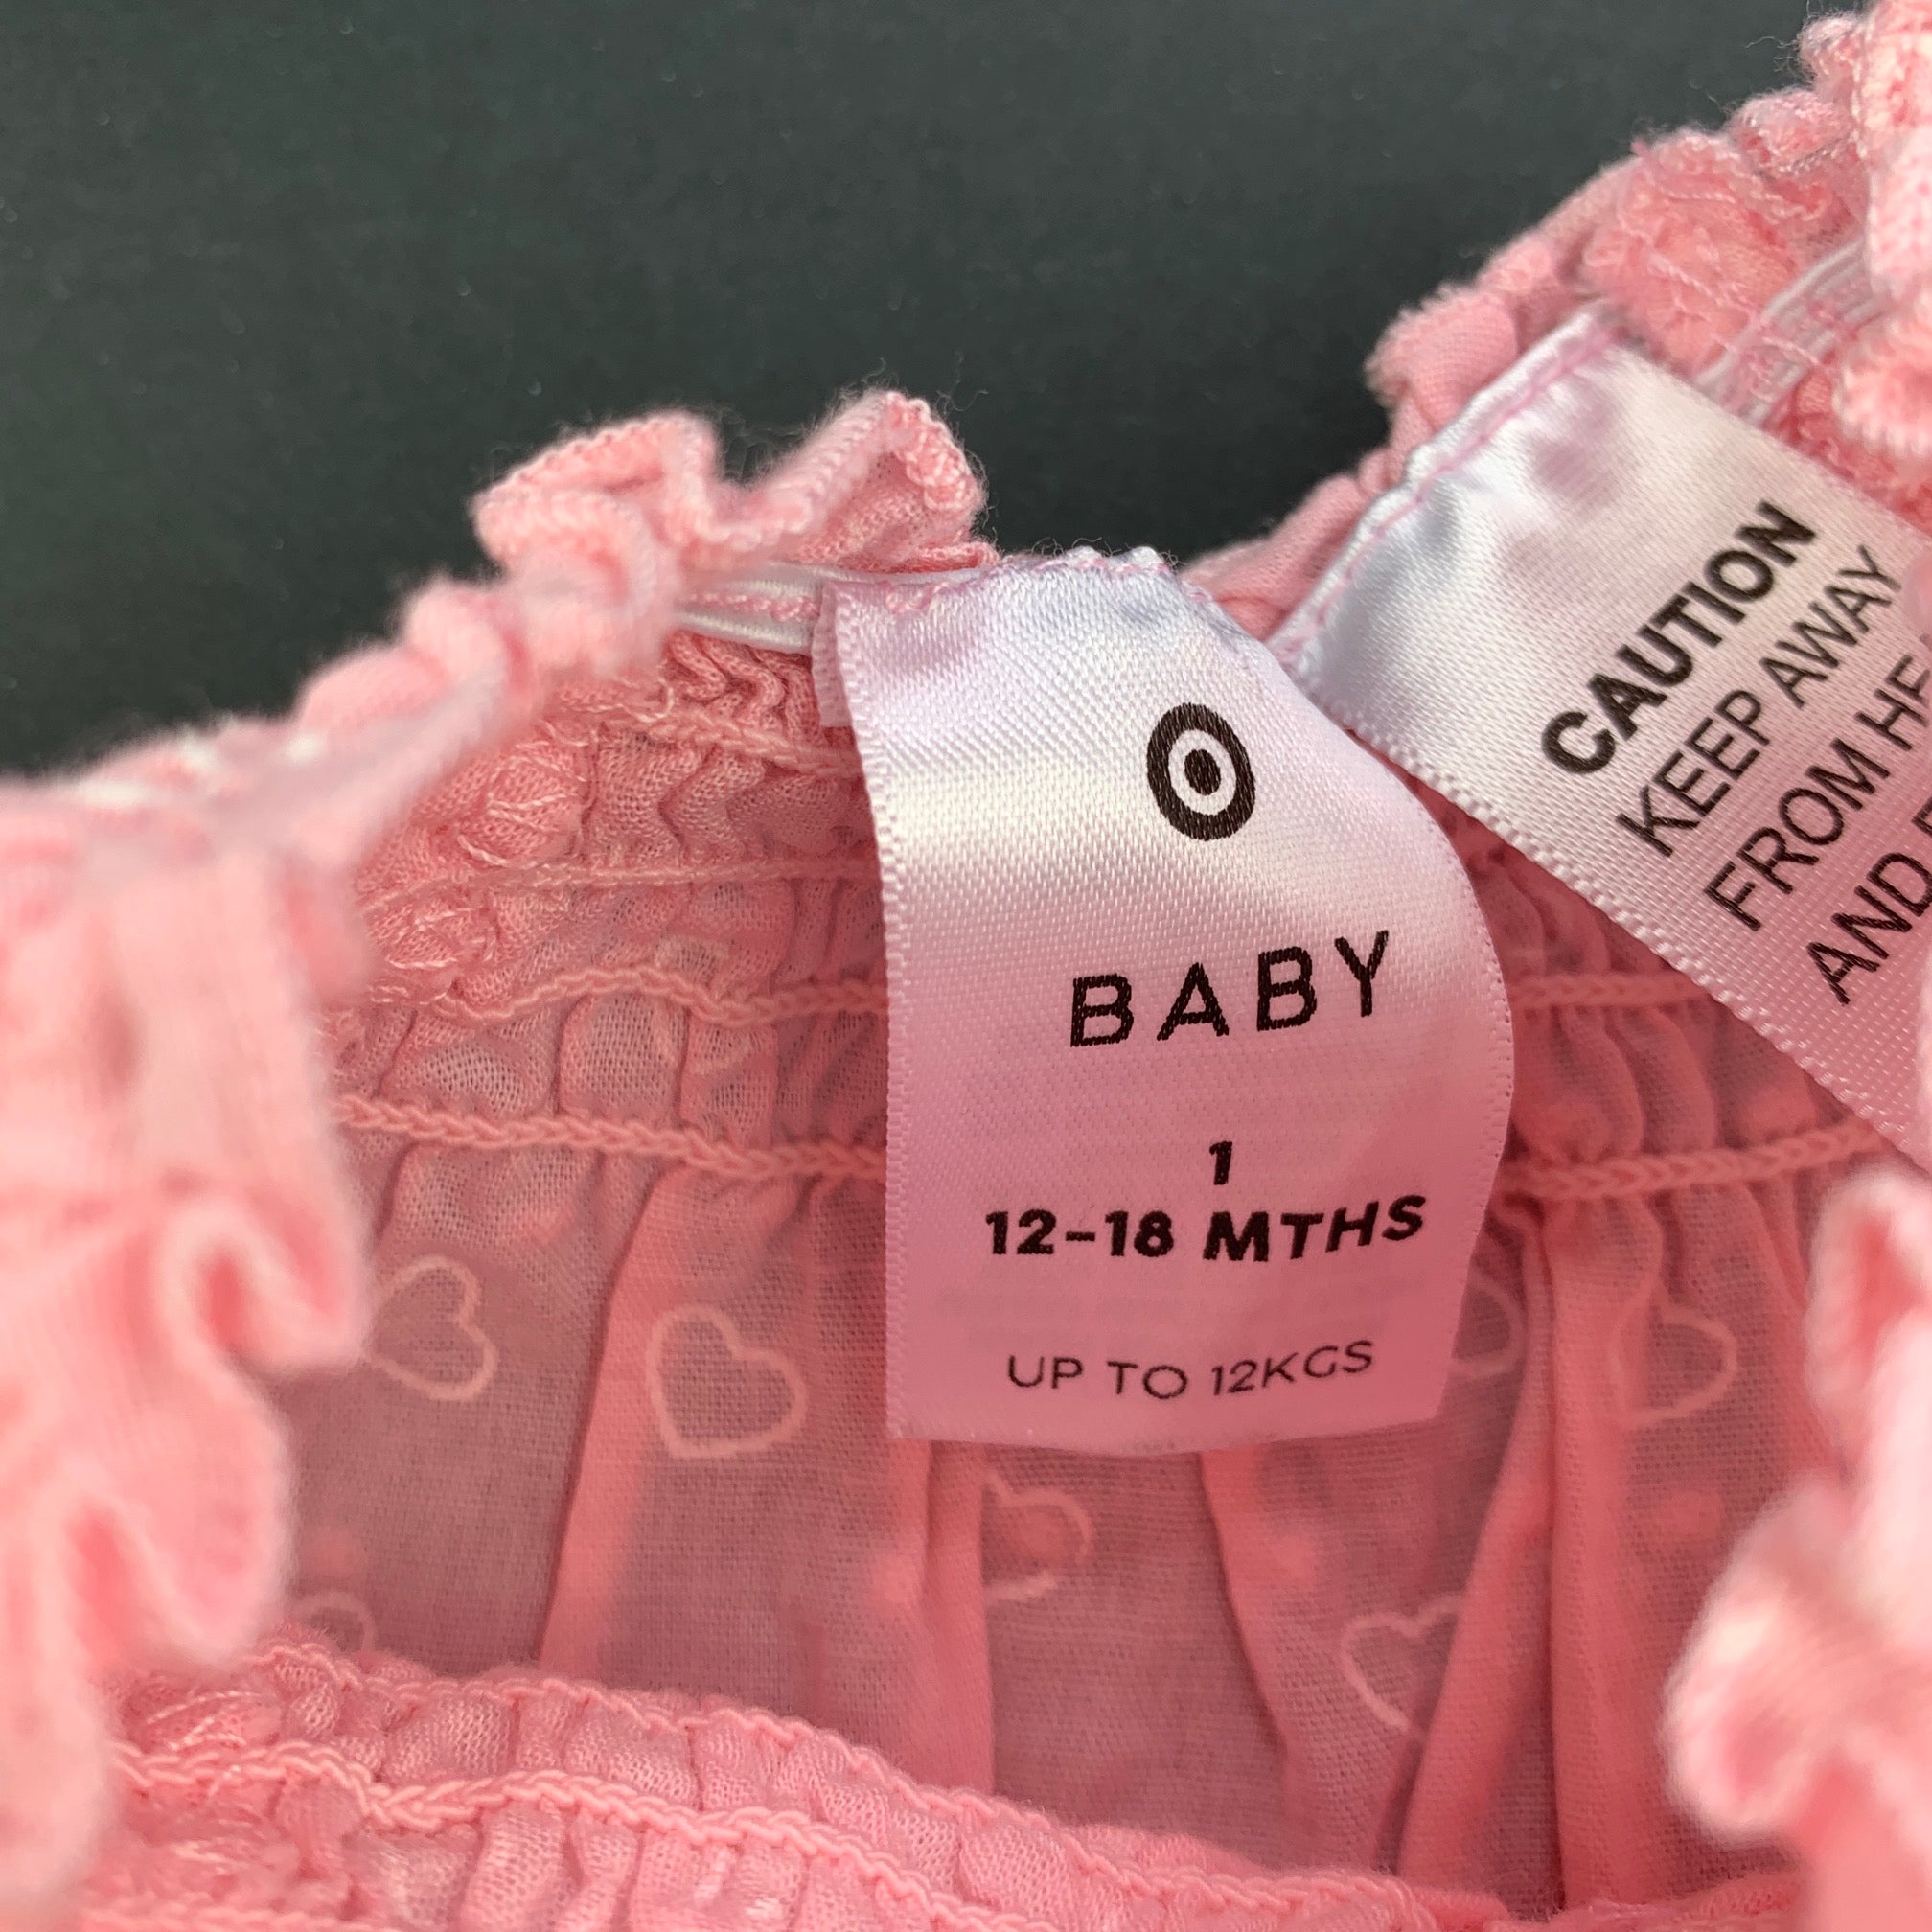 BABY
1
12-18 MTHS
UP TO 12KGS
CAUTION
KEEP AWAY
FROM
AND